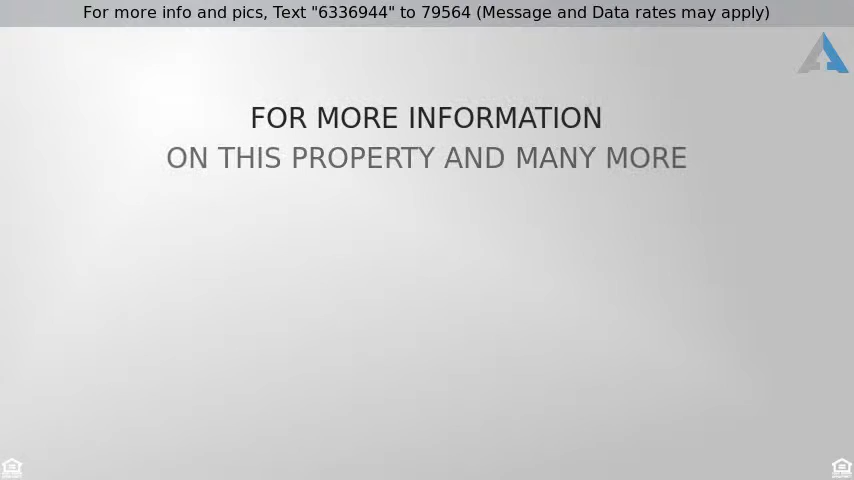 For more info and pics, Text "6336944" to 79564 (Message and Data rates may apply)
FOR MORE INFORMATION
ON THIS PROPERTY AND MANY MORE